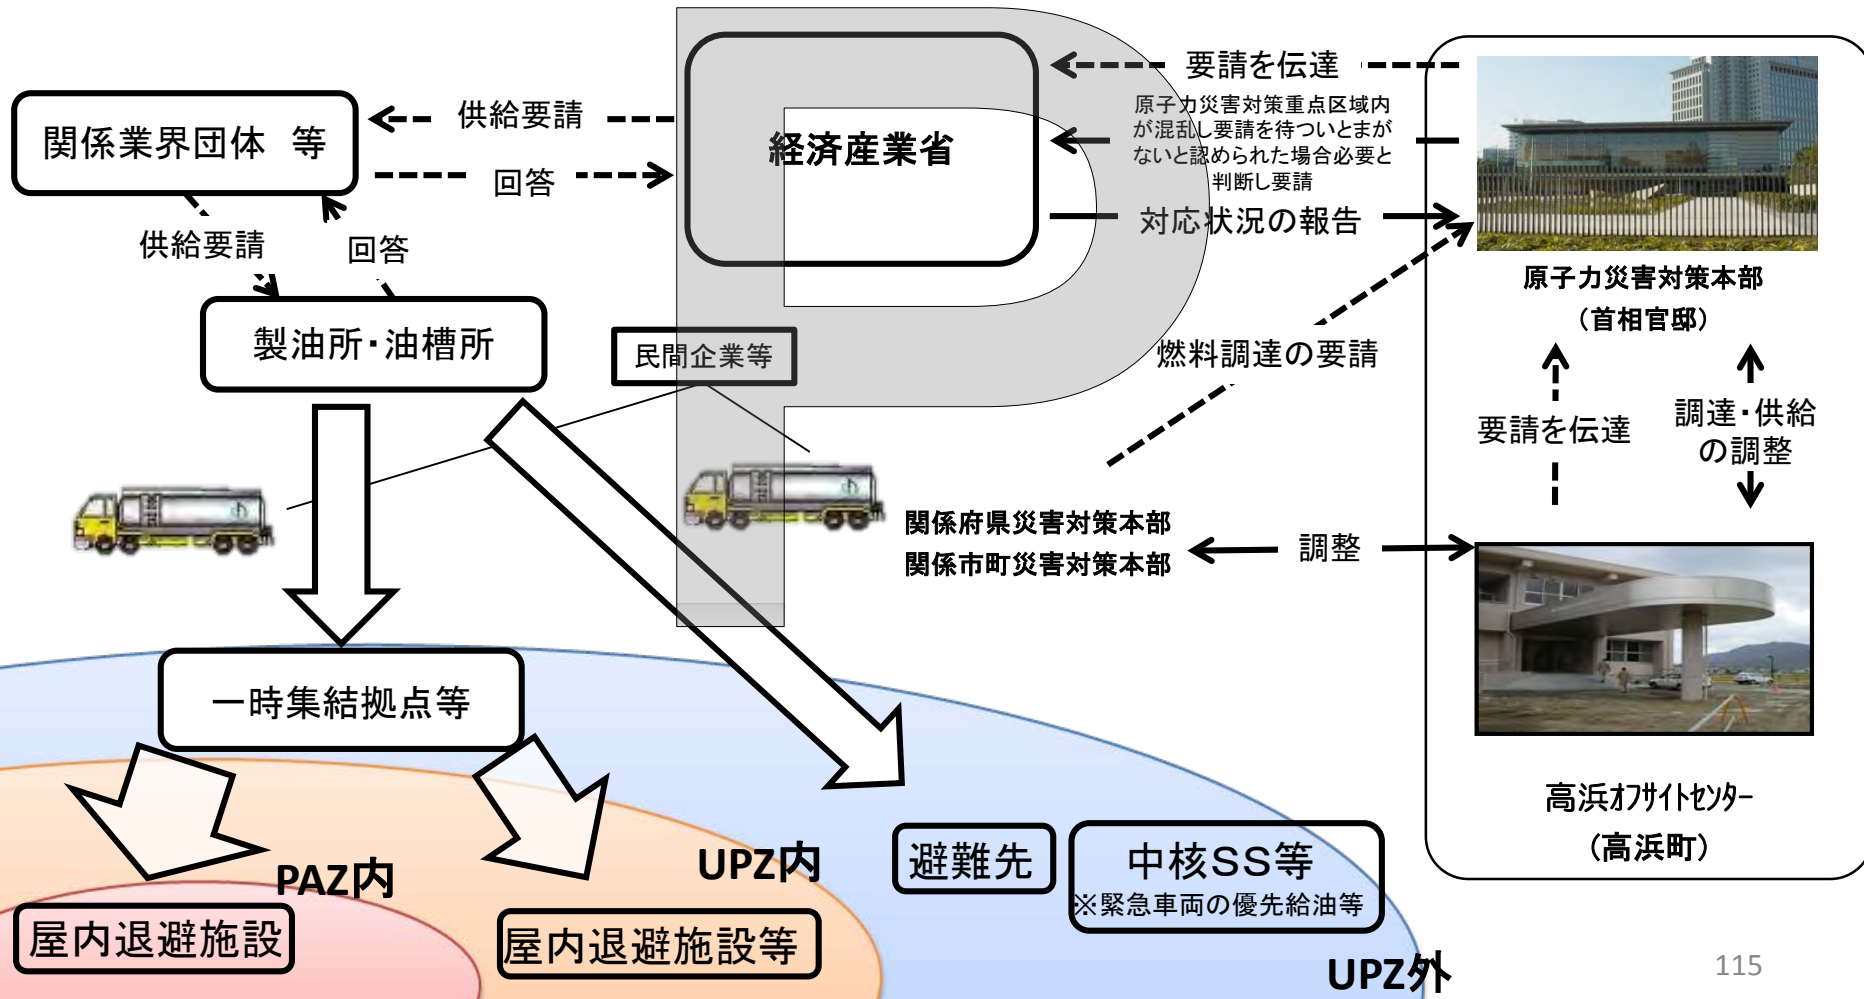 要請を伝達
原子力災害対策重点区域内
が混乱し要請を待ついとまが
ないと認められた場合必要と
判断し要請
対応状況の報告
経済産業省
供給要請
回答
関係業界団体　等
供給要請
回答
製油所・油槽所
民間企業等
原子力災害対策本部
（首相官邸）
燃料調達の要請
要請を伝達
調達・供給
の調整
関係府県災害対策本部
関係市町災害対策本部
調整
高浜ｵﾌｻｲﾄｾﾝﾀｰ
（高浜町）
一時集結拠点等
PAZ内
UPZ内
避難先
中核SS等
※緊急車両の優先給油等
屋内退避施設
屋内退避施設等
UPZ外
115
P